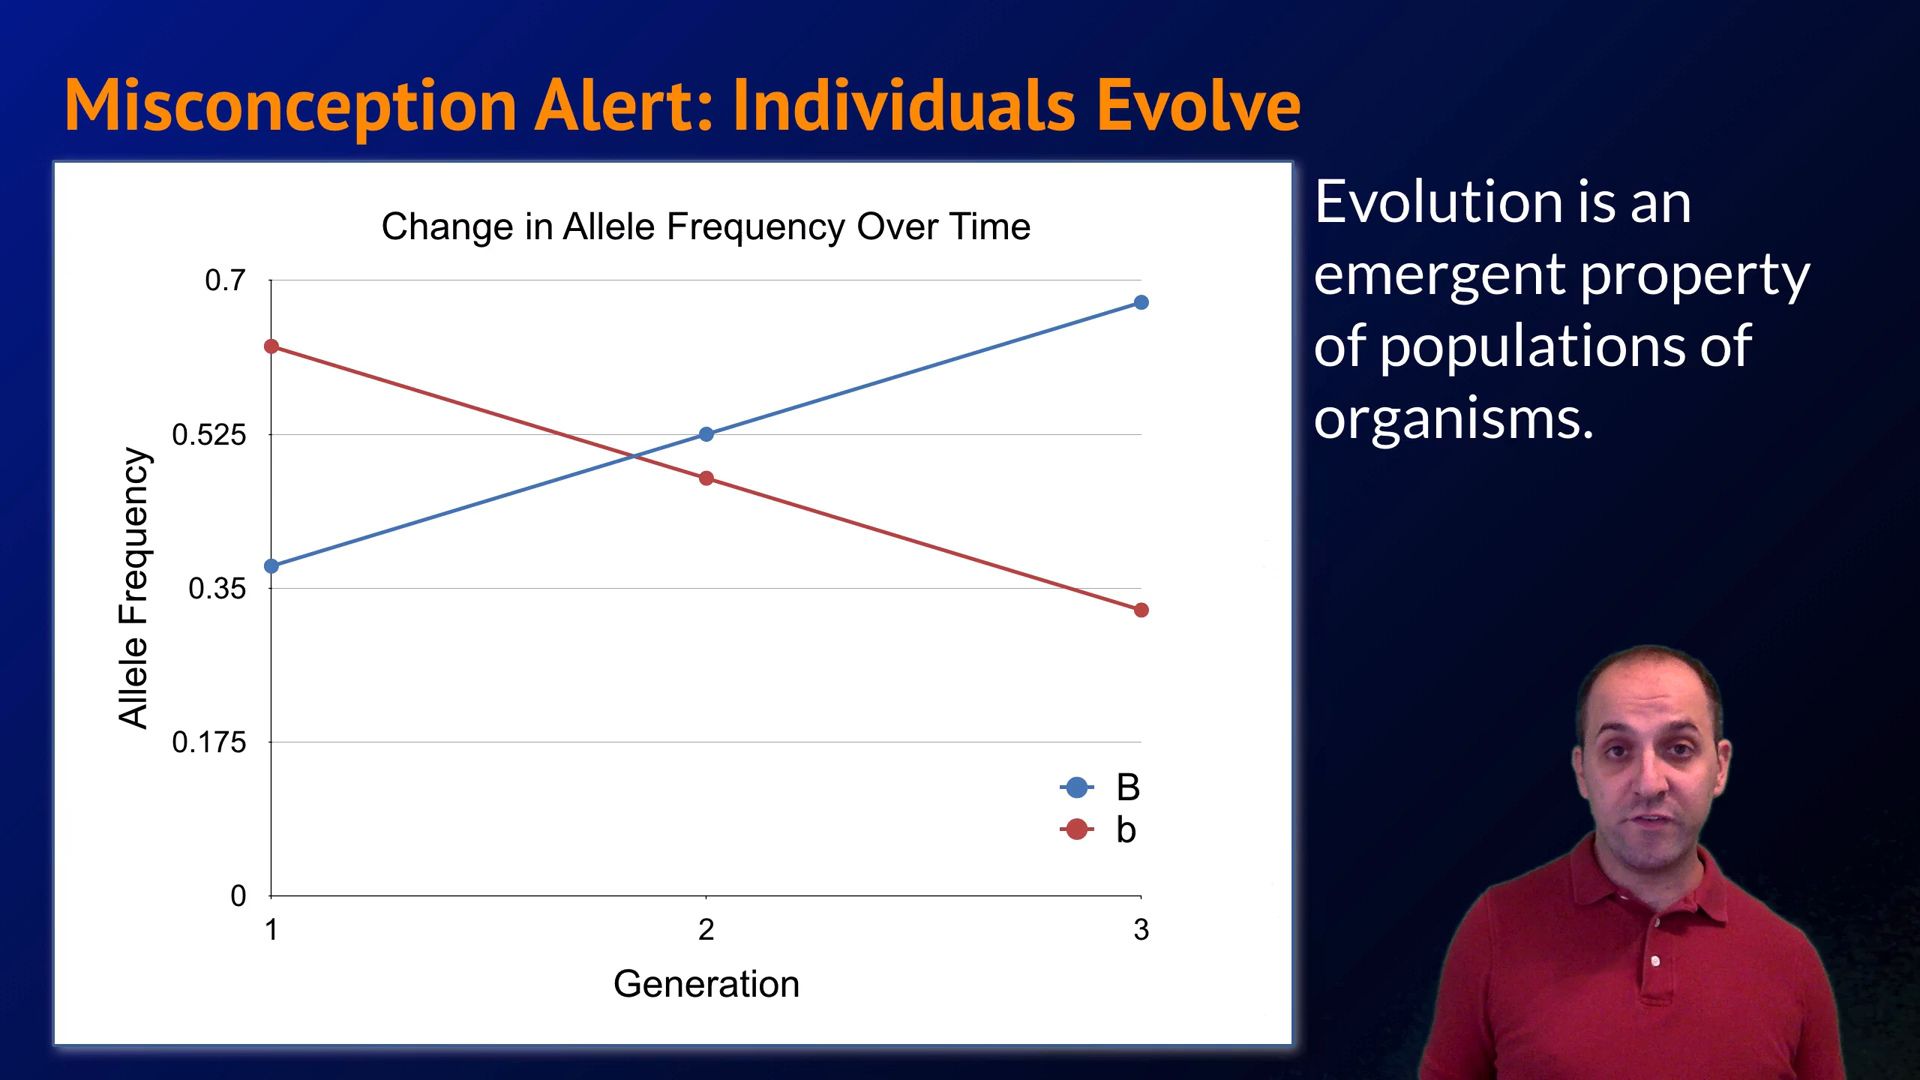 Misconception Alert: Individuals Evolve
Change in Allele Frequency Over Time
0.7
0.525
0.35
0.175
0
Allele Frequency
B
b
1 2 3
Generation
Evolution is an
emergent property
of populations of
organisms.